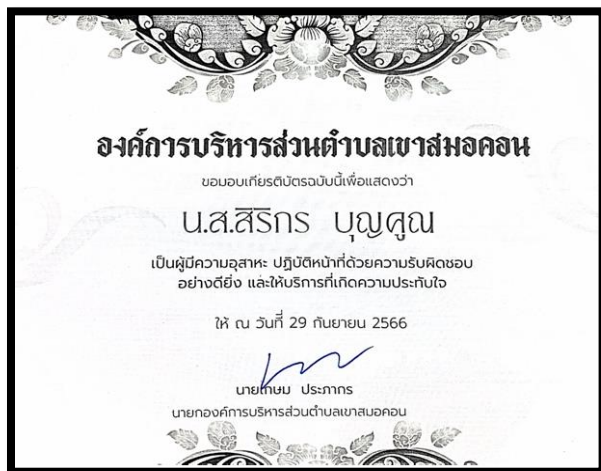 องค์การบริหารส่วนตำบลเขาสมอคอน
ขอมอบเกียรติบัตรฉบับนี้เพื่อแสดงว่า
น.ส.สิริกร บุญคูณ
เป็นผู้มีความอุสาหะ ปฏิบัติหน้าที่ด้วยความรับผิดชอบ
อย่างดียิ่ง และให้บริการที่เกิดความประทับใจ
ให้ ณ วันที่ 29 กันยายน 2566
นายเกษม ประภากร
นายกองค์การบริหารส่วนตำบลเขาสมอคอน